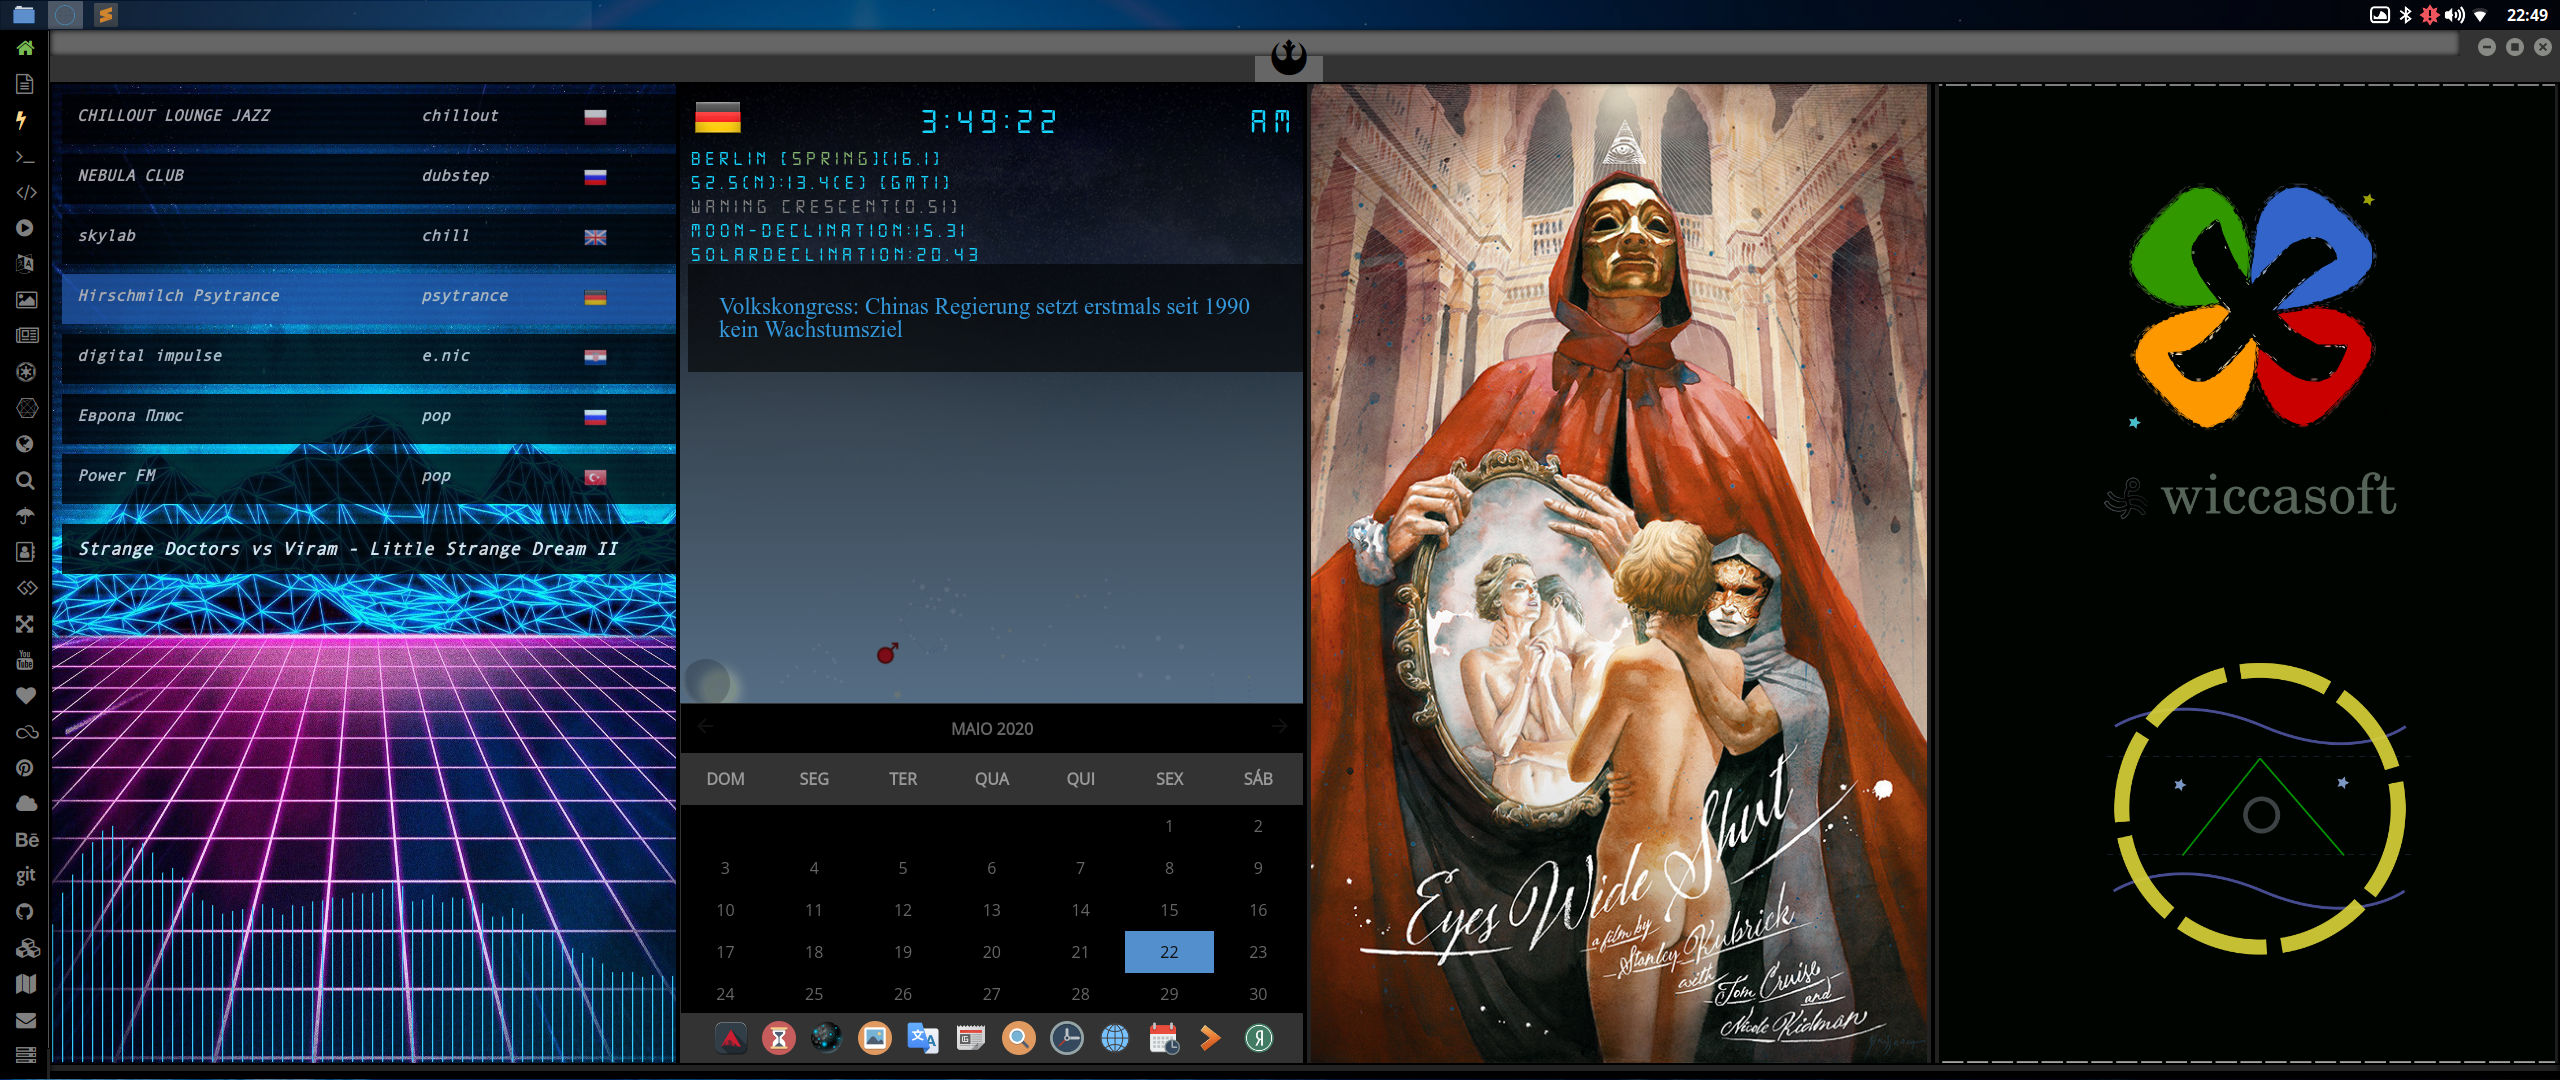 22:49
CHILLOUT LOUNGE JAZZ chillout
NEBULA CLUB dubstep
skylab chill
Hirschmilch Psytrance psytrance
digital impulse e.nic
Европа Плюс pop
Power FM pop
Strange Doctors vs Viram - Little Strange Dream II
You
Tube
Bē
git
3:49:22 AM
BERLIN [SPRING][16.1]
52.5(N):13.4(E) [GMT1]
WANING CRESCENT[0.51]
MOON-DECLINATION:15.31
SOLARDECLINATION:20.43
Volkskongress: Chinas Regierung setzt erstmals seit 1990
kein Wachstumsziel
MAIO 2020
DOM SEG TER QUA QUI SEX SÁB
1 2
3 4 5 6 7 8 9
10 11 12 13 14 15 16
17 18 19 20 21 22 23
24 25 26 27 28 29 30
Eyes Wide Shut
a film by
Stanley Kubrick
with
Tom Cruise
and
Nicole Kidman
wiccasoft